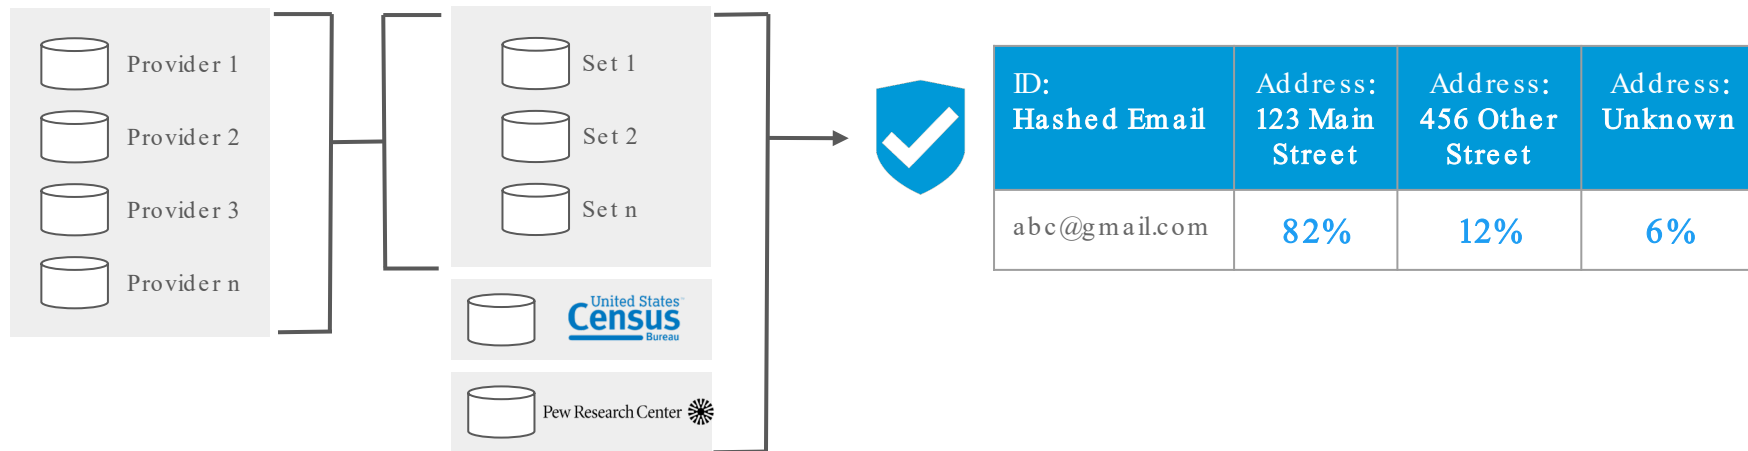 Provider 1
Provider 2
Provider 3
Provider n
Set 1
Set 2
Set n
United States™
Census
Bureau
Pew Research Center
ID:
Hashed Email
Address:
123 Main
Street
Address:
456 Other
Street
Address:
Unknown
abc@gmail.com
82%
12%
6%